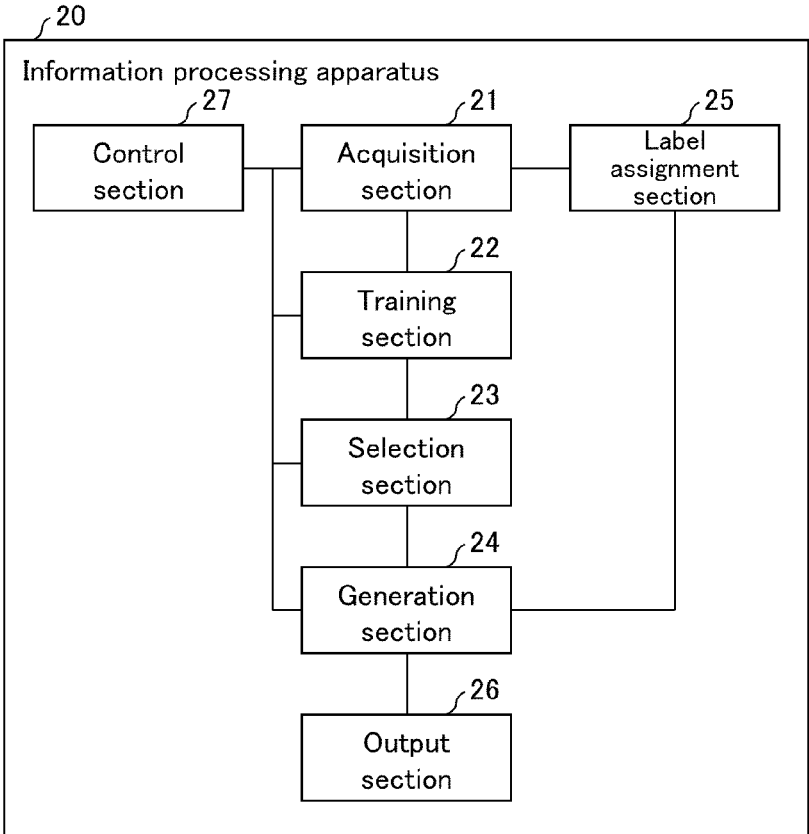 20
Information processing apparatus
27
Control
section
21
Acquisition
section
25
Label
assignment
section
22
Training
section
23
Selection
section
24
Generation
section
26
Output
section